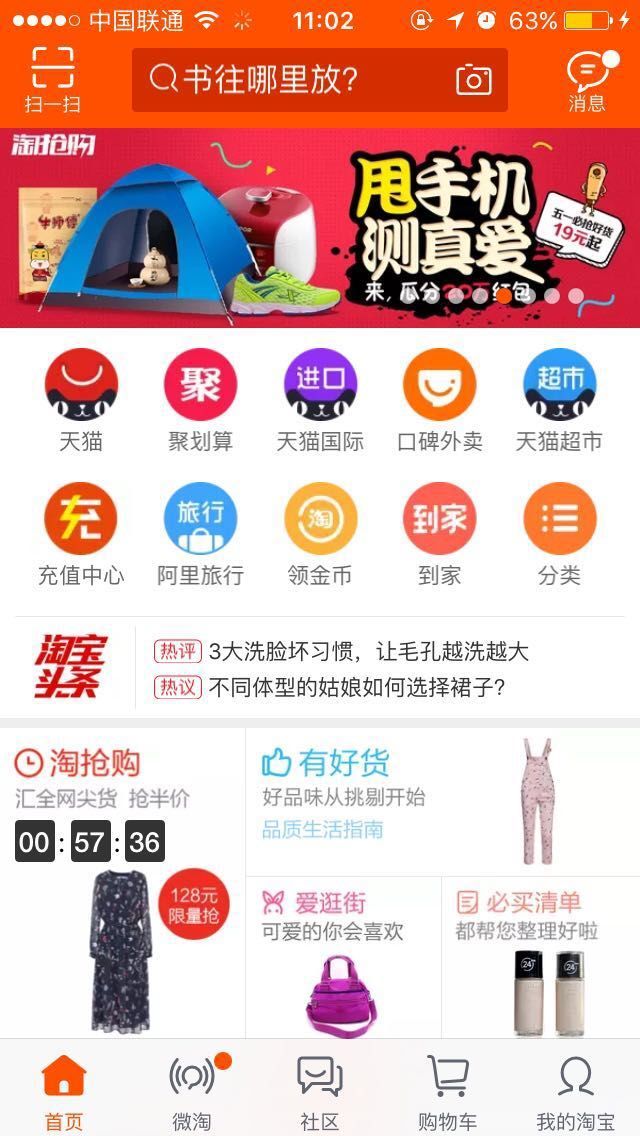 中国联通 11:02 63%
扫一扫
书往哪里放?
消息
淘抢购
牛师傅
甩手机
测真爱
来，瓜分20万红包
五一必抢好货
19元起
聚 进口 超市
天猫 聚划算 天猫国际 口碑外卖 天猫超市
充 旅行 淘 到家
充值中心 阿里旅行 领金币 到家 分类
淘宝
头条
热评 3大洗脸坏习惯，让毛孔越洗越大
热议 不同体型的姑娘如何选择裙子?
淘抢购
汇全网尖货 抢半价
00:57:36
128元
限量抢
有好货
好品味从挑剔开始
品质生活指南
爱逛街
可爱的你会喜欢
必买清单
都帮您整理好啦
24 24
首页 微淘 社区 购物车 我的淘宝